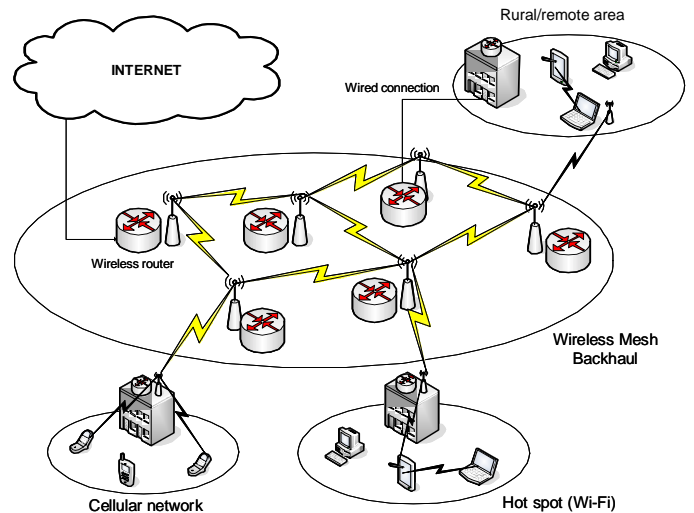 Rural/remote area
INTERNET
Wired connection
Wireless router
Wireless Mesh
Backhaul
Cellular network
Hot spot (Wi-Fi)